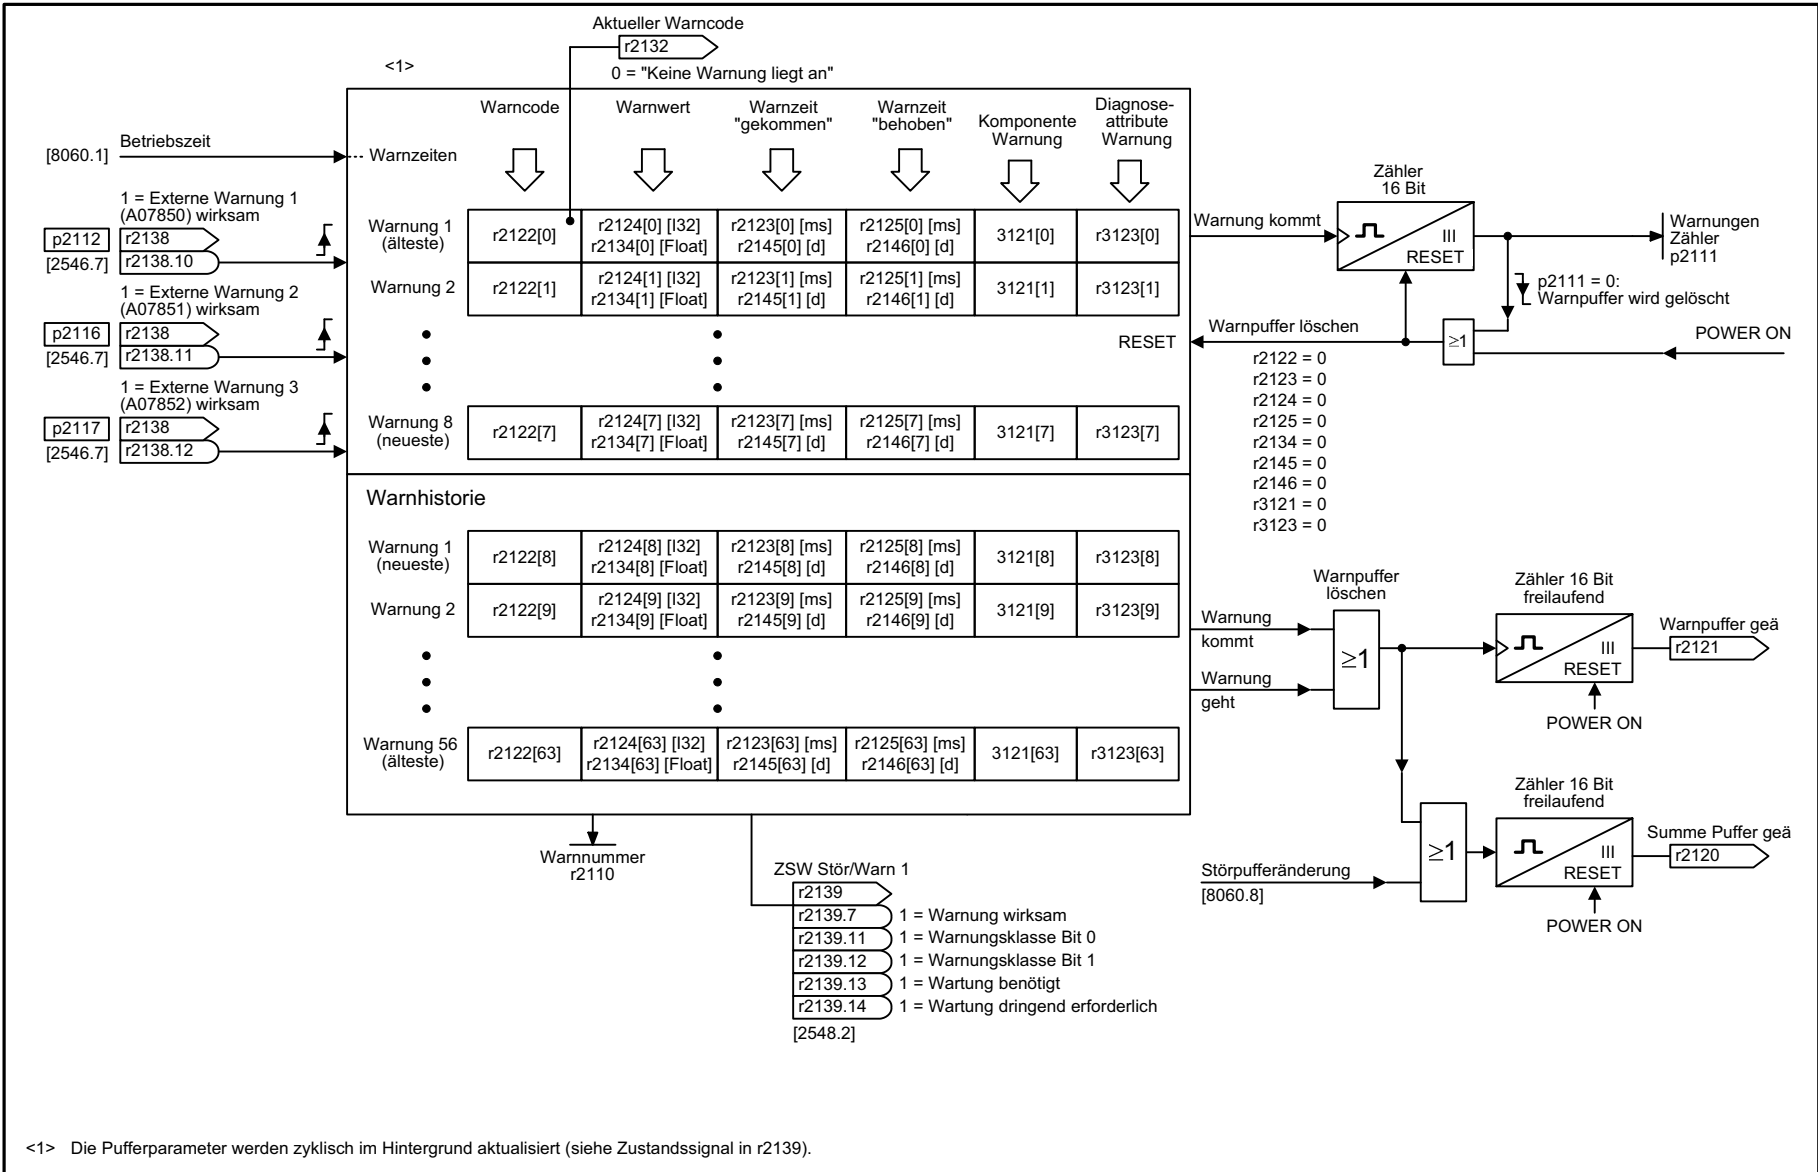 Aktueller Warncode
r2132
0 = "Keine Warnung liegt an"
<1>
Warncode
Warnwert
Warnzeit
"gekommen"
Warnzeit
"behoben"
Komponente
Warnung
Diagnose-
attribute
Warnung
[8060.1]
Betriebszeit
Warnzeiten
1 = Externe Warnung 1
(A07850) wirksam
p2112
r2138
[2546.7]
r2138.10
1 = Externe Warnung 2
(A07851) wirksam
p2116
r2138
[2546.7]
r2138.11
1 = Externe Warnung 3
(A07852) wirksam
p2117
r2138
[2546.7]
r2138.12
Warnung 1
(älteste)
r2122[0]
r2124[0] [I32]
r2134[0] [Float]
r2123[0] [ms]
r2145[0] [d]
r2125[0] [ms]
r2146[0] [d]
3121[0]
r3123[0]
Warnung 2
r2122[1]
r2124[1] [I32]
r2134[1] [Float]
r2123[1] [ms]
r2145[1] [d]
r2125[1] [ms]
r2146[1] [d]
3121[1]
r3123[1]
RESET
Warnung 8
(neueste)
r2122[7]
r2124[7] [I32]
r2134[7] [Float]
r2123[7] [ms]
r2145[7] [d]
r2125[7] [ms]
r2146[7] [d]
3121[7]
r3123[7]
Warnung kommt
Zähler
16 Bit
III
RESET
Warnungen
Zähler
p2111
p2111 = 0:
Warnpuffer wird gelöscht
Warnpuffer löschen
≥1
POWER ON
r2122 = 0
r2123 = 0
r2124 = 0
r2125 = 0
r2134 = 0
r2145 = 0
r2146 = 0
r3121 = 0
r3123 = 0
Warnhistorie
Warnung 1
(neueste)
r2122[8]
r2124[8] [I32]
r2134[8] [Float]
r2123[8] [ms]
r2145[8] [d]
r2125[8] [ms]
r2146[8] [d]
3121[8]
r3123[8]
Warnung 2
r2122[9]
r2124[9] [I32]
r2134[9] [Float]
r2123[9] [ms]
r2145[9] [d]
r2125[9] [ms]
r2146[9] [d]
3121[9]
r3123[9]
Warnung 56
(älteste)
r2122[63]
r2124[63] [I32]
r2134[63] [Float]
r2123[63] [ms]
r2145[63] [d]
r2125[63] [ms]
r2146[63] [d]
3121[63]
r3123[63]
Warnung
kommt
Warnung
geht
Warnpuffer
löschen
≥1
Zähler 16 Bit
freilaufend
III
RESET
POWER ON
Warnpuffer geä
r2121
Störpufferänderung
[8060.8]
≥1
Zähler 16 Bit
freilaufend
III
RESET
POWER ON
Summe Puffer geä
r2120
Warnnummer
r2110
ZSW Stör/Warn 1
r2139
r2139.7
1 = Warnung wirksam
r2139.11
1 = Warnungsklasse Bit 0
r2139.12
1 = Warnungsklasse Bit 1
r2139.13
1 = Wartung benötigt
r2139.14
1 = Wartung dringend erforderlich
[2548.2]
<1> Die Pufferparameter werden zyklisch im Hintergrund aktualisiert (siehe Zustandssignal in r2139).